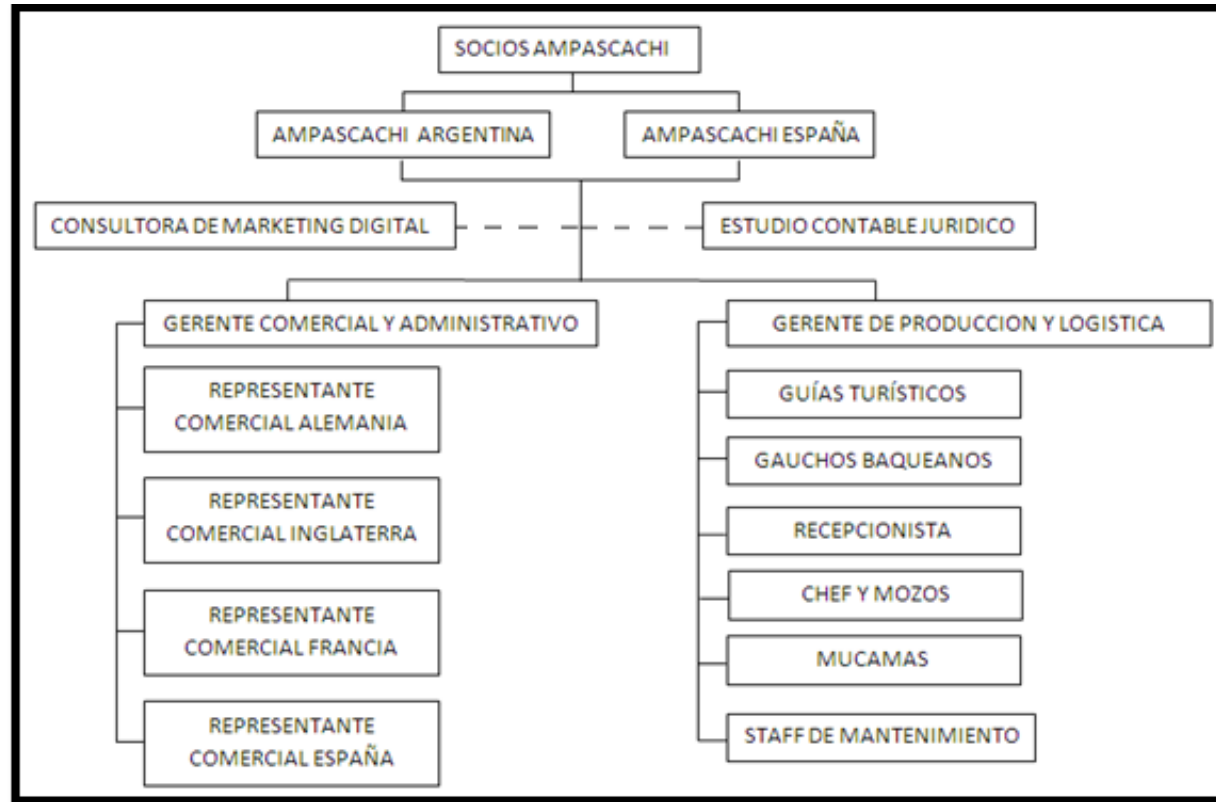 SOCIOS AMPASCACHI
AMPASCACHI ARGENTINA
AMPASCACHI ESPAÑA
CONSULTORA DE MARKETING DIGITAL
ESTUDIO CONTABLE JURIDICO
GERENTE COMERCIAL Y ADMINISTRATIVO
REPRESENTANTE
COMERCIAL ALEMANIA
REPRESENTANTE
COMERCIAL INGLATERRA
REPRESENTANTE
COMERCIAL FRANCIA
REPRESENTANTE
COMERCIAL ESPAÑA
GERENTE DE PRODUCCION Y LOGISTICA
GUÍAS TURÍSTICOS
GAUCHOS BAQUEANOS
RECEPCIONISTA
CHEF Y MOZOS
MUCAMAS
STAFF DE MANTENIMIENTO